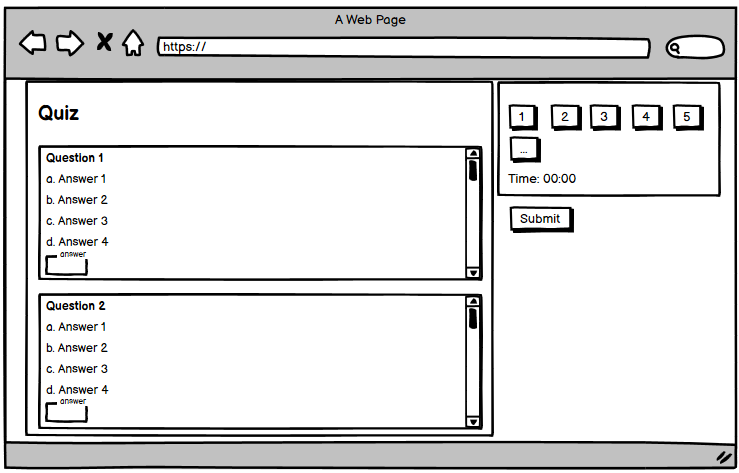 A Web Page
https://
Quiz
Question 1
a. Answer 1
b. Answer 2
c. Answer 3
d. Answer 4
answer
Question 2
a. Answer 1
b. Answer 2
c. Answer 3
d. Answer 4
answer
1 2 3 4 5
...
Time: 00:00
Submit